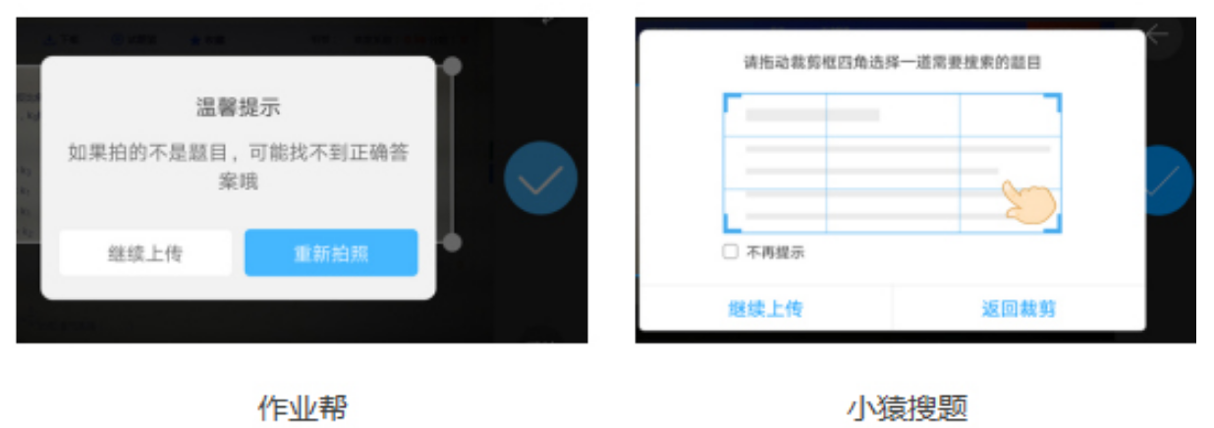 温馨提示
如果拍的不是题目，可能找不到正确答
案哦
继续上传
重新拍照
请拖动裁剪框四角选择一道需要搜索的题目
不再提示
继续上传
返回裁剪
作业帮
小猿搜题